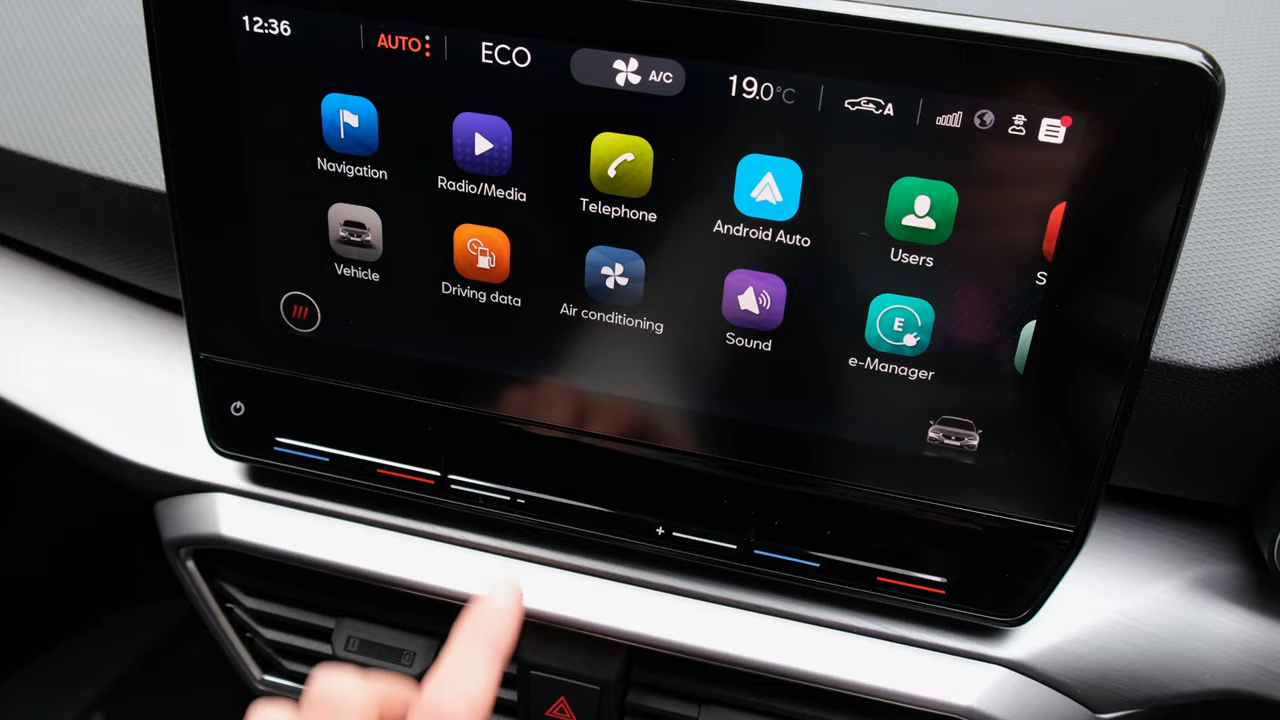 12:36
AUTO
ECO
A/C
19.0°C
A
Navigation
Radio/Media
Telephone
Android Auto
Users
S
Vehicle
Driving data
Air conditioning
Sound
E
e-Manager
- +